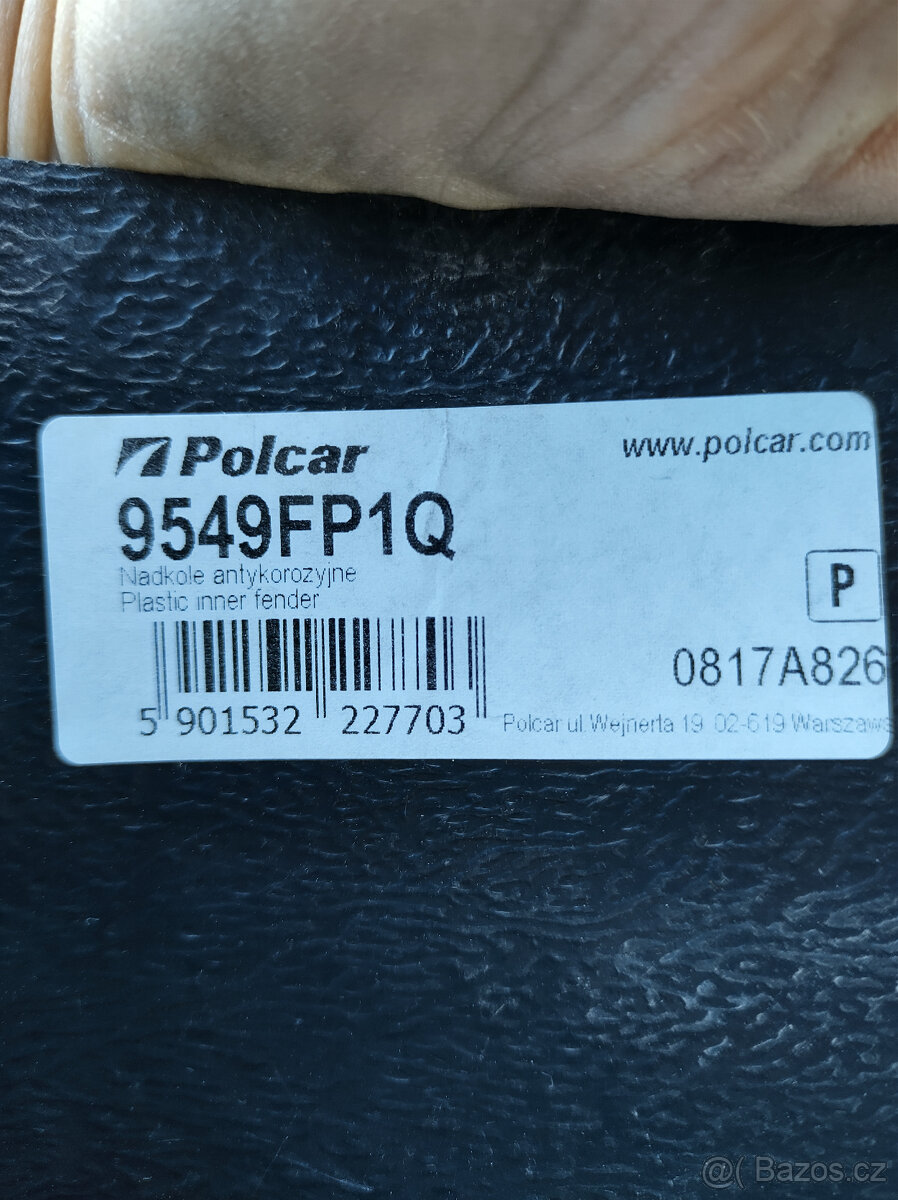 Polcar
www.polcar.com
9549FP1Q
Nadkole antykorozyjne
Plastic inner fender
P
0817A826
5 901532 227703
Polcar ul. Wejnerta 19 02-619 Warszawa
@( Bazos.cz